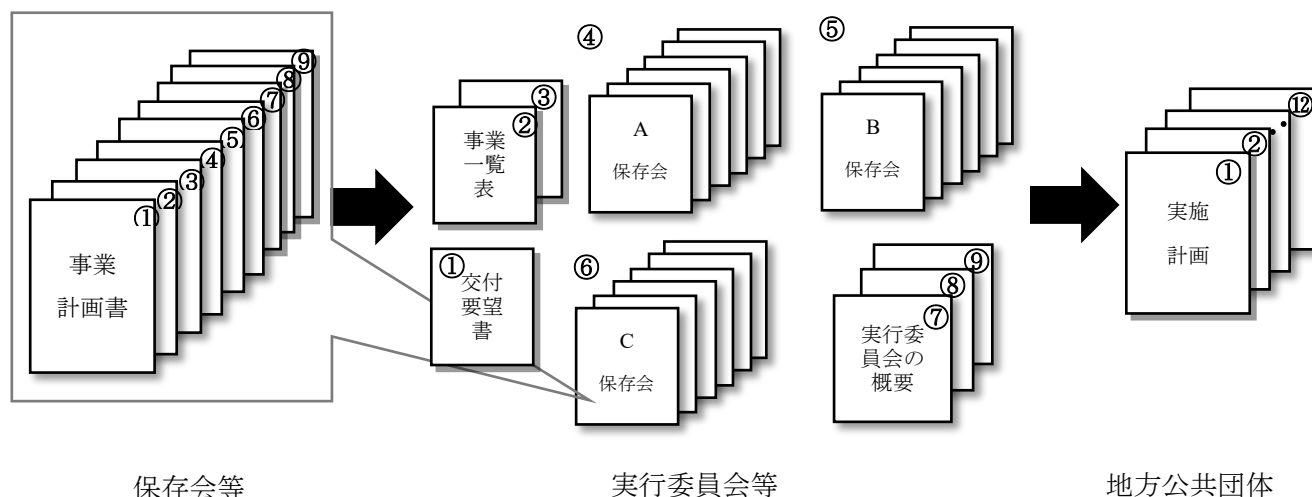 ⑨
⑧
⑦
⑥
⑤
④
③
②
①
事業
計画書
保存会等
③
②
事業
一覧
表
①
交付
要望
書
④
A
保存会
⑤
B
保存会
⑥
C
保存会
⑨
⑧
⑦
実行委
員会の
概要
実行委員会等
⑫
②
①
実施
計画
地方公共団体